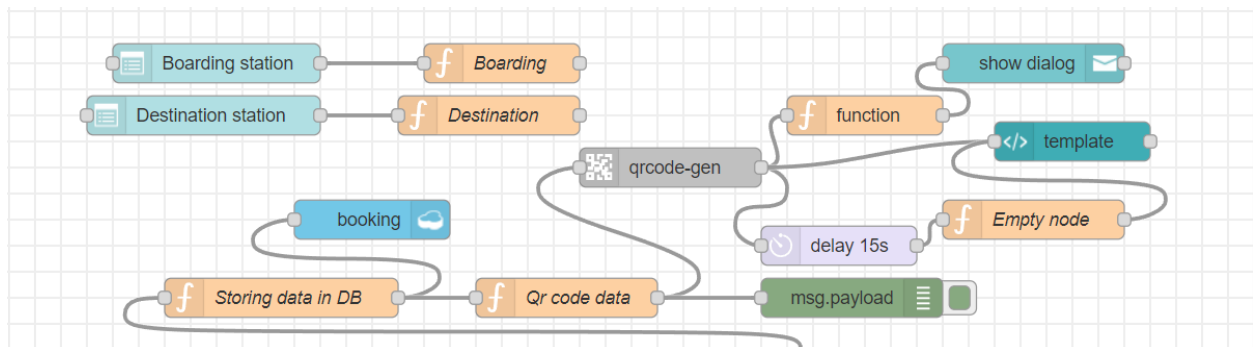 Boarding station
Boarding
show dialog
Destination station
Destination
function
</> template
qrcode-gen
booking
Empty node
delay 15s
Storing data in DB
Qr code data
msg.payload